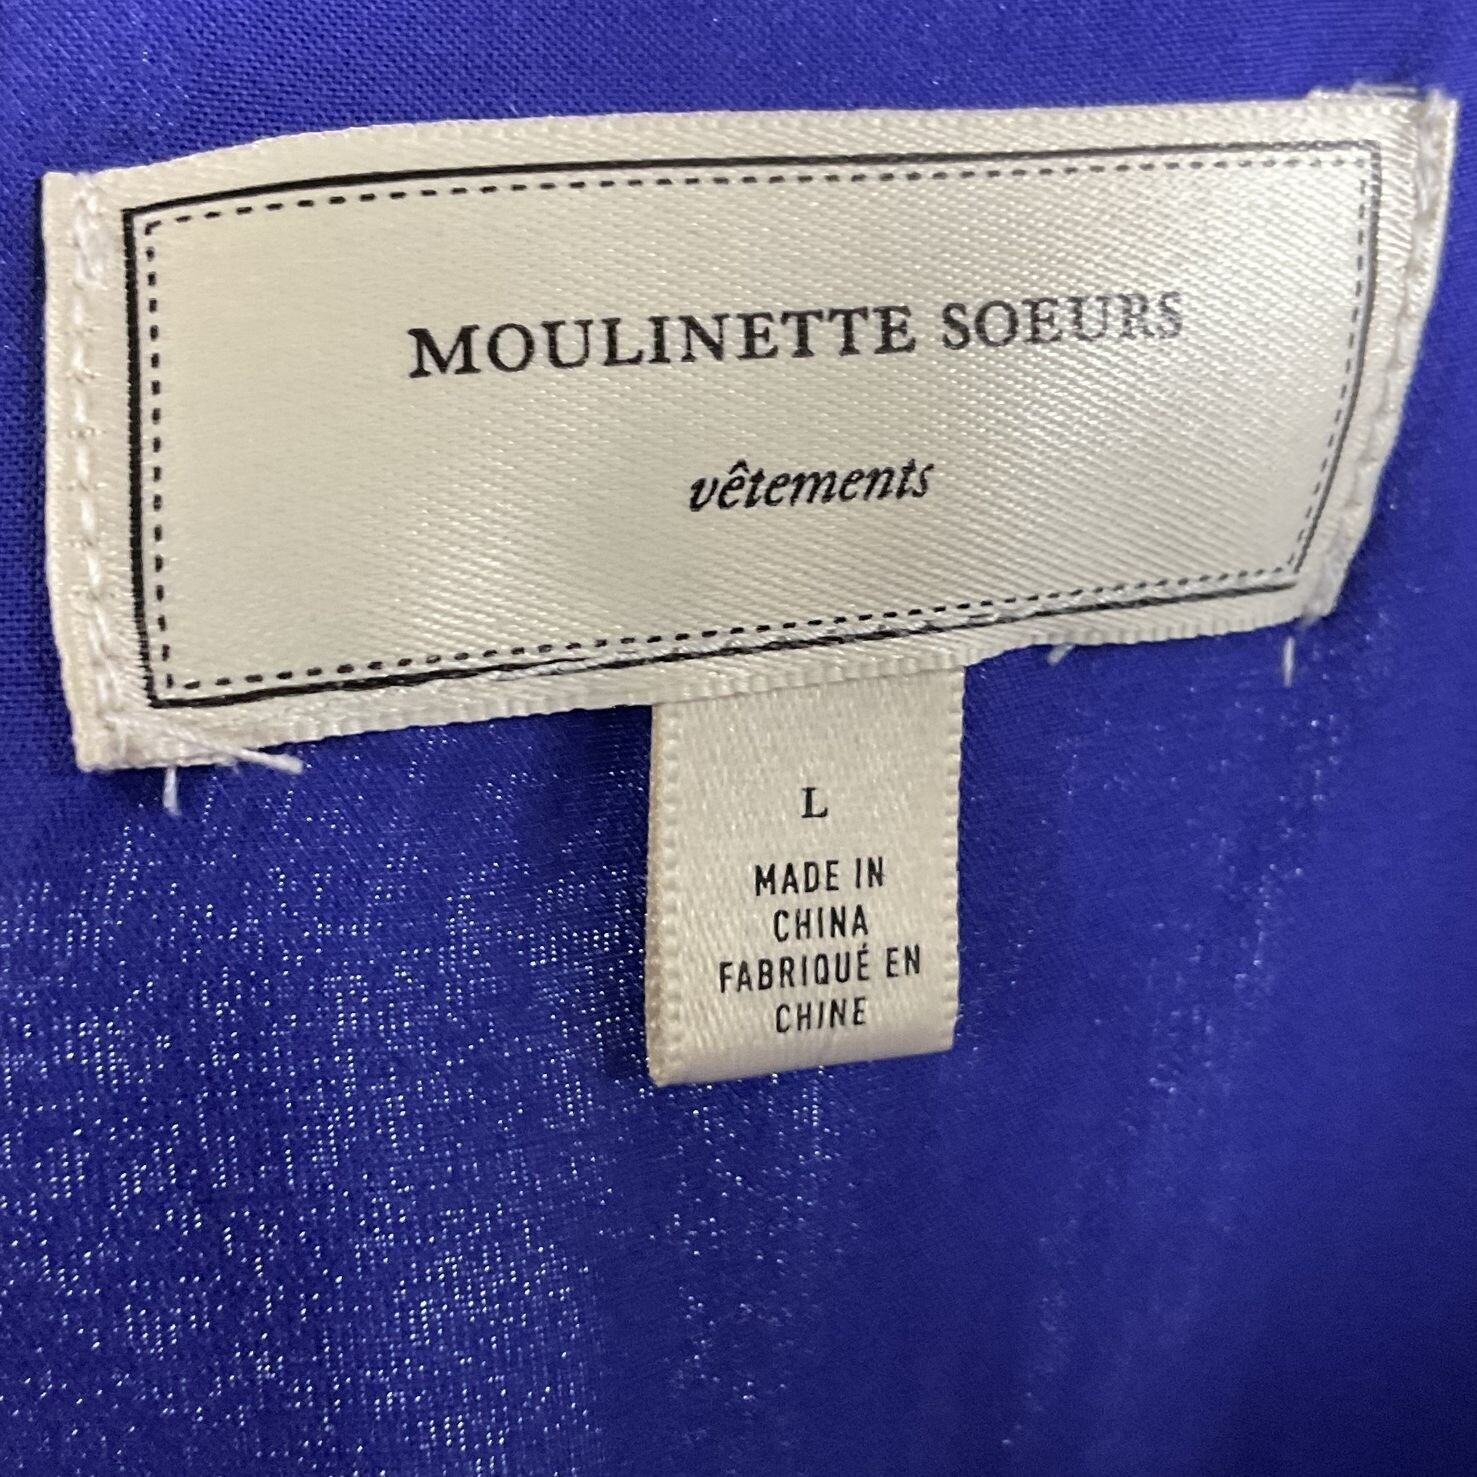 MOULINETTE SOEURS
vêtements
L
MADE IN
CHINA
FABRIQUÉ EN
CHINE